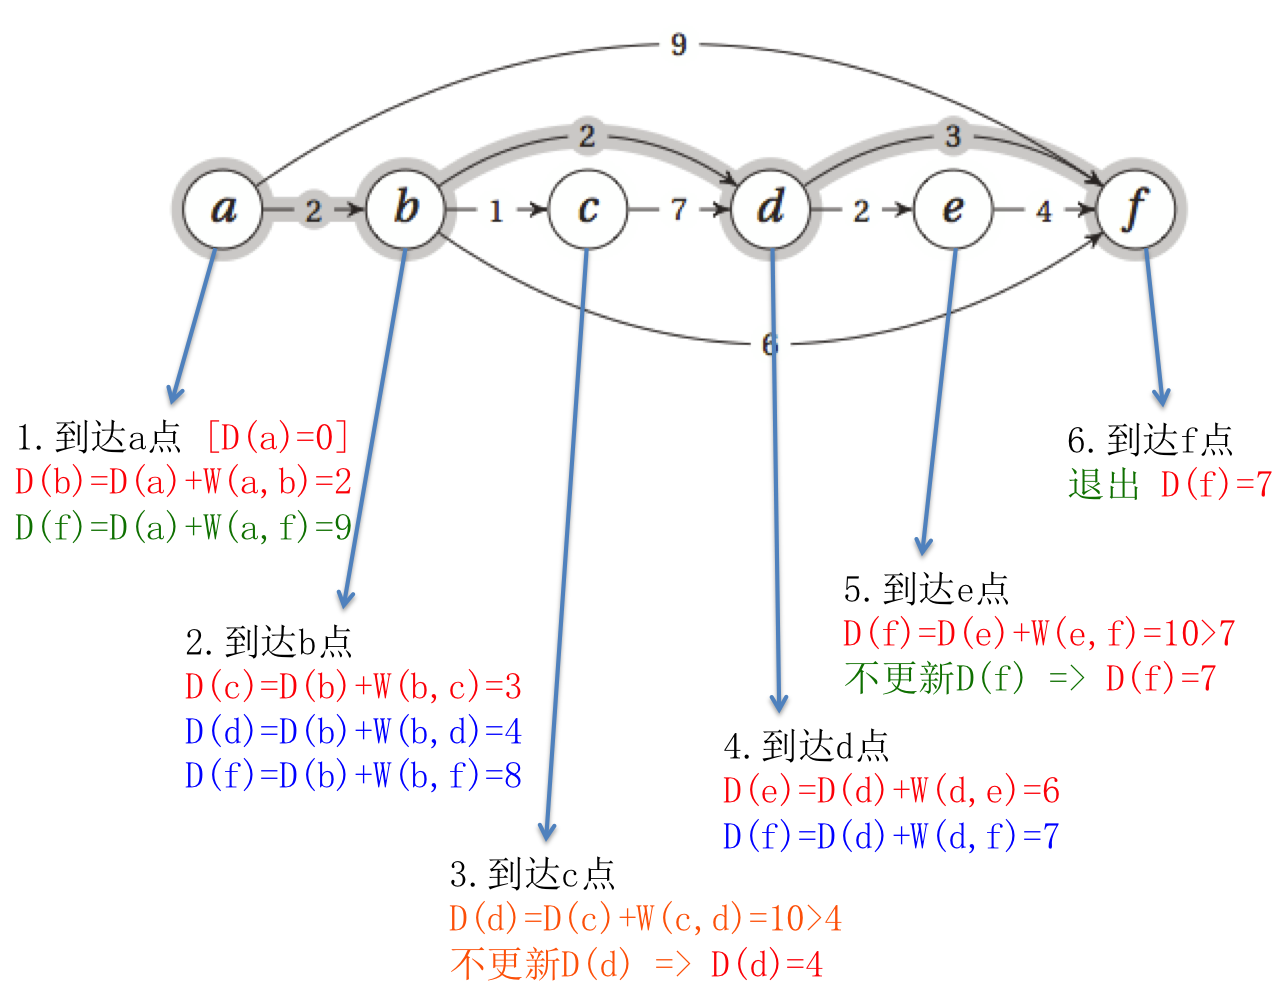 9
2
3
a
2
b
1
c
7
d
2
e
4
f
6
1.到达a点 [D(a)=0]
D(b)=D(a)+W(a,b)=2
D(f)=D(a)+W(a,f)=9
2.到达b点
D(c)=D(b)+W(b,c)=3
D(d)=D(b)+W(b,d)=4
D(f)=D(b)+W(b,f)=8
3.到达c点
D(d)=D(c)+W(c,d)=10>4
不更新D(d) => D(d)=4
4.到达d点
D(e)=D(d)+W(d,e)=6
D(f)=D(d)+W(d,f)=7
5.到达e点
D(f)=D(e)+W(e,f)=10>7
不更新D(f) => D(f)=7
6.到达f点
退出 D(f)=7